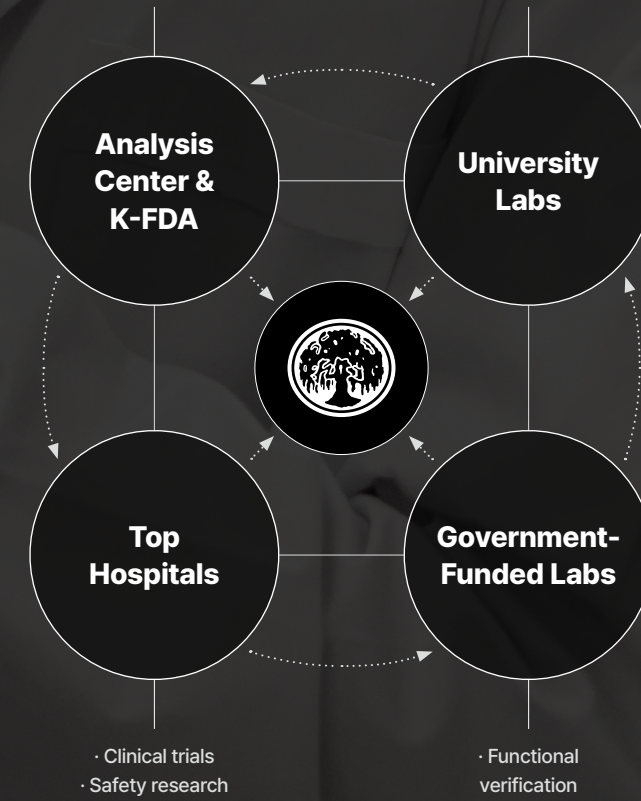 Analysis
Center &
K-FDA
University
Labs
Top
Hospitals
Government-
Funded Labs
· Clinical trials
· Safety research
· Functional
verification